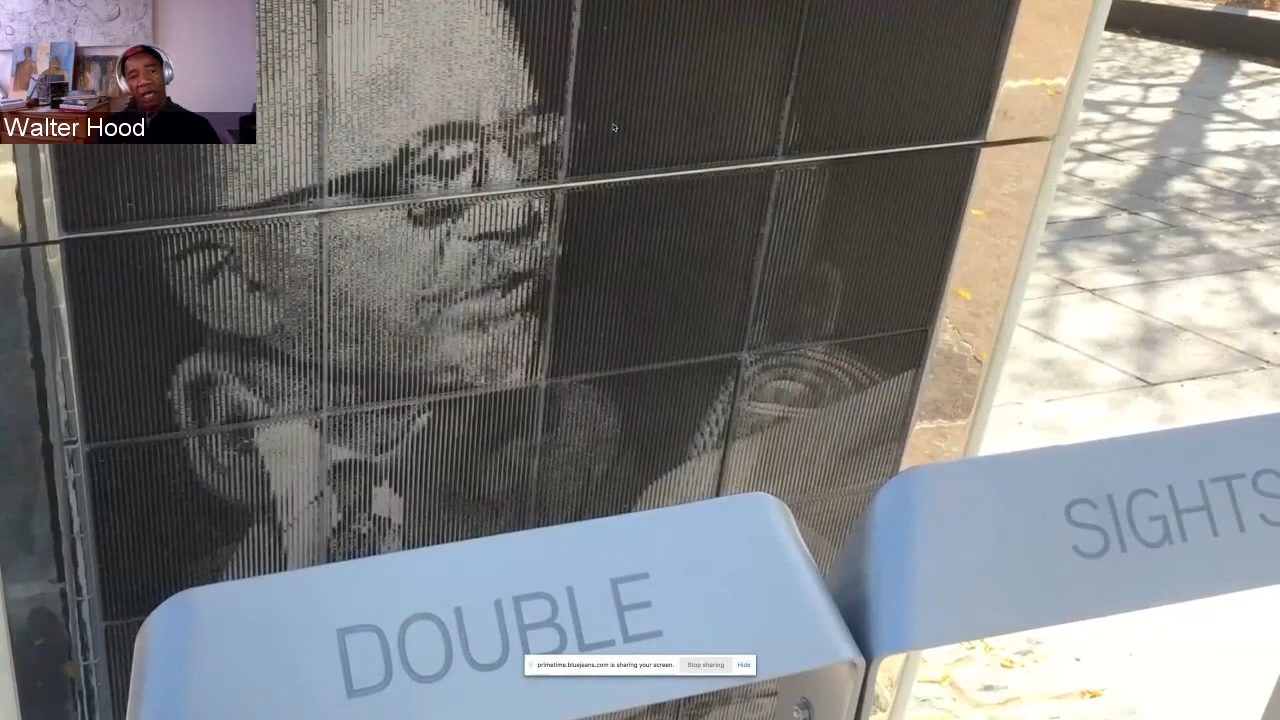 Walter Hood
DOUBLE
SIGHTS
primetime.bluejeans.com is sharing your screen.
Stop sharing
Hide